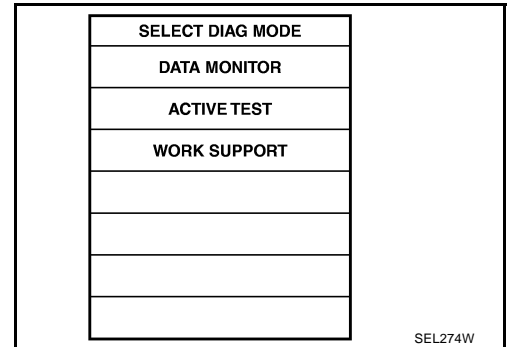 SELECT DIAG MODE
DATA MONITOR
ACTIVE TEST
WORK SUPPORT
SEL274W